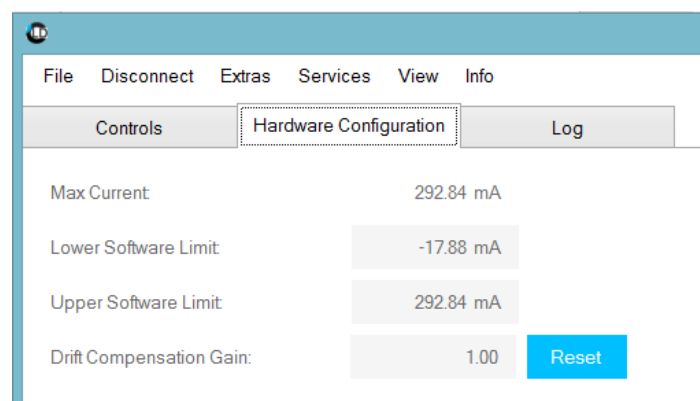 LD
File Disconnect Extras Services View Info
Controls Hardware Configuration Log
Max Current: 292.84 mA
Lower Software Limit: -17.88 mA
Upper Software Limit: 292.84 mA
Drift Compensation Gain: 1.00 Reset